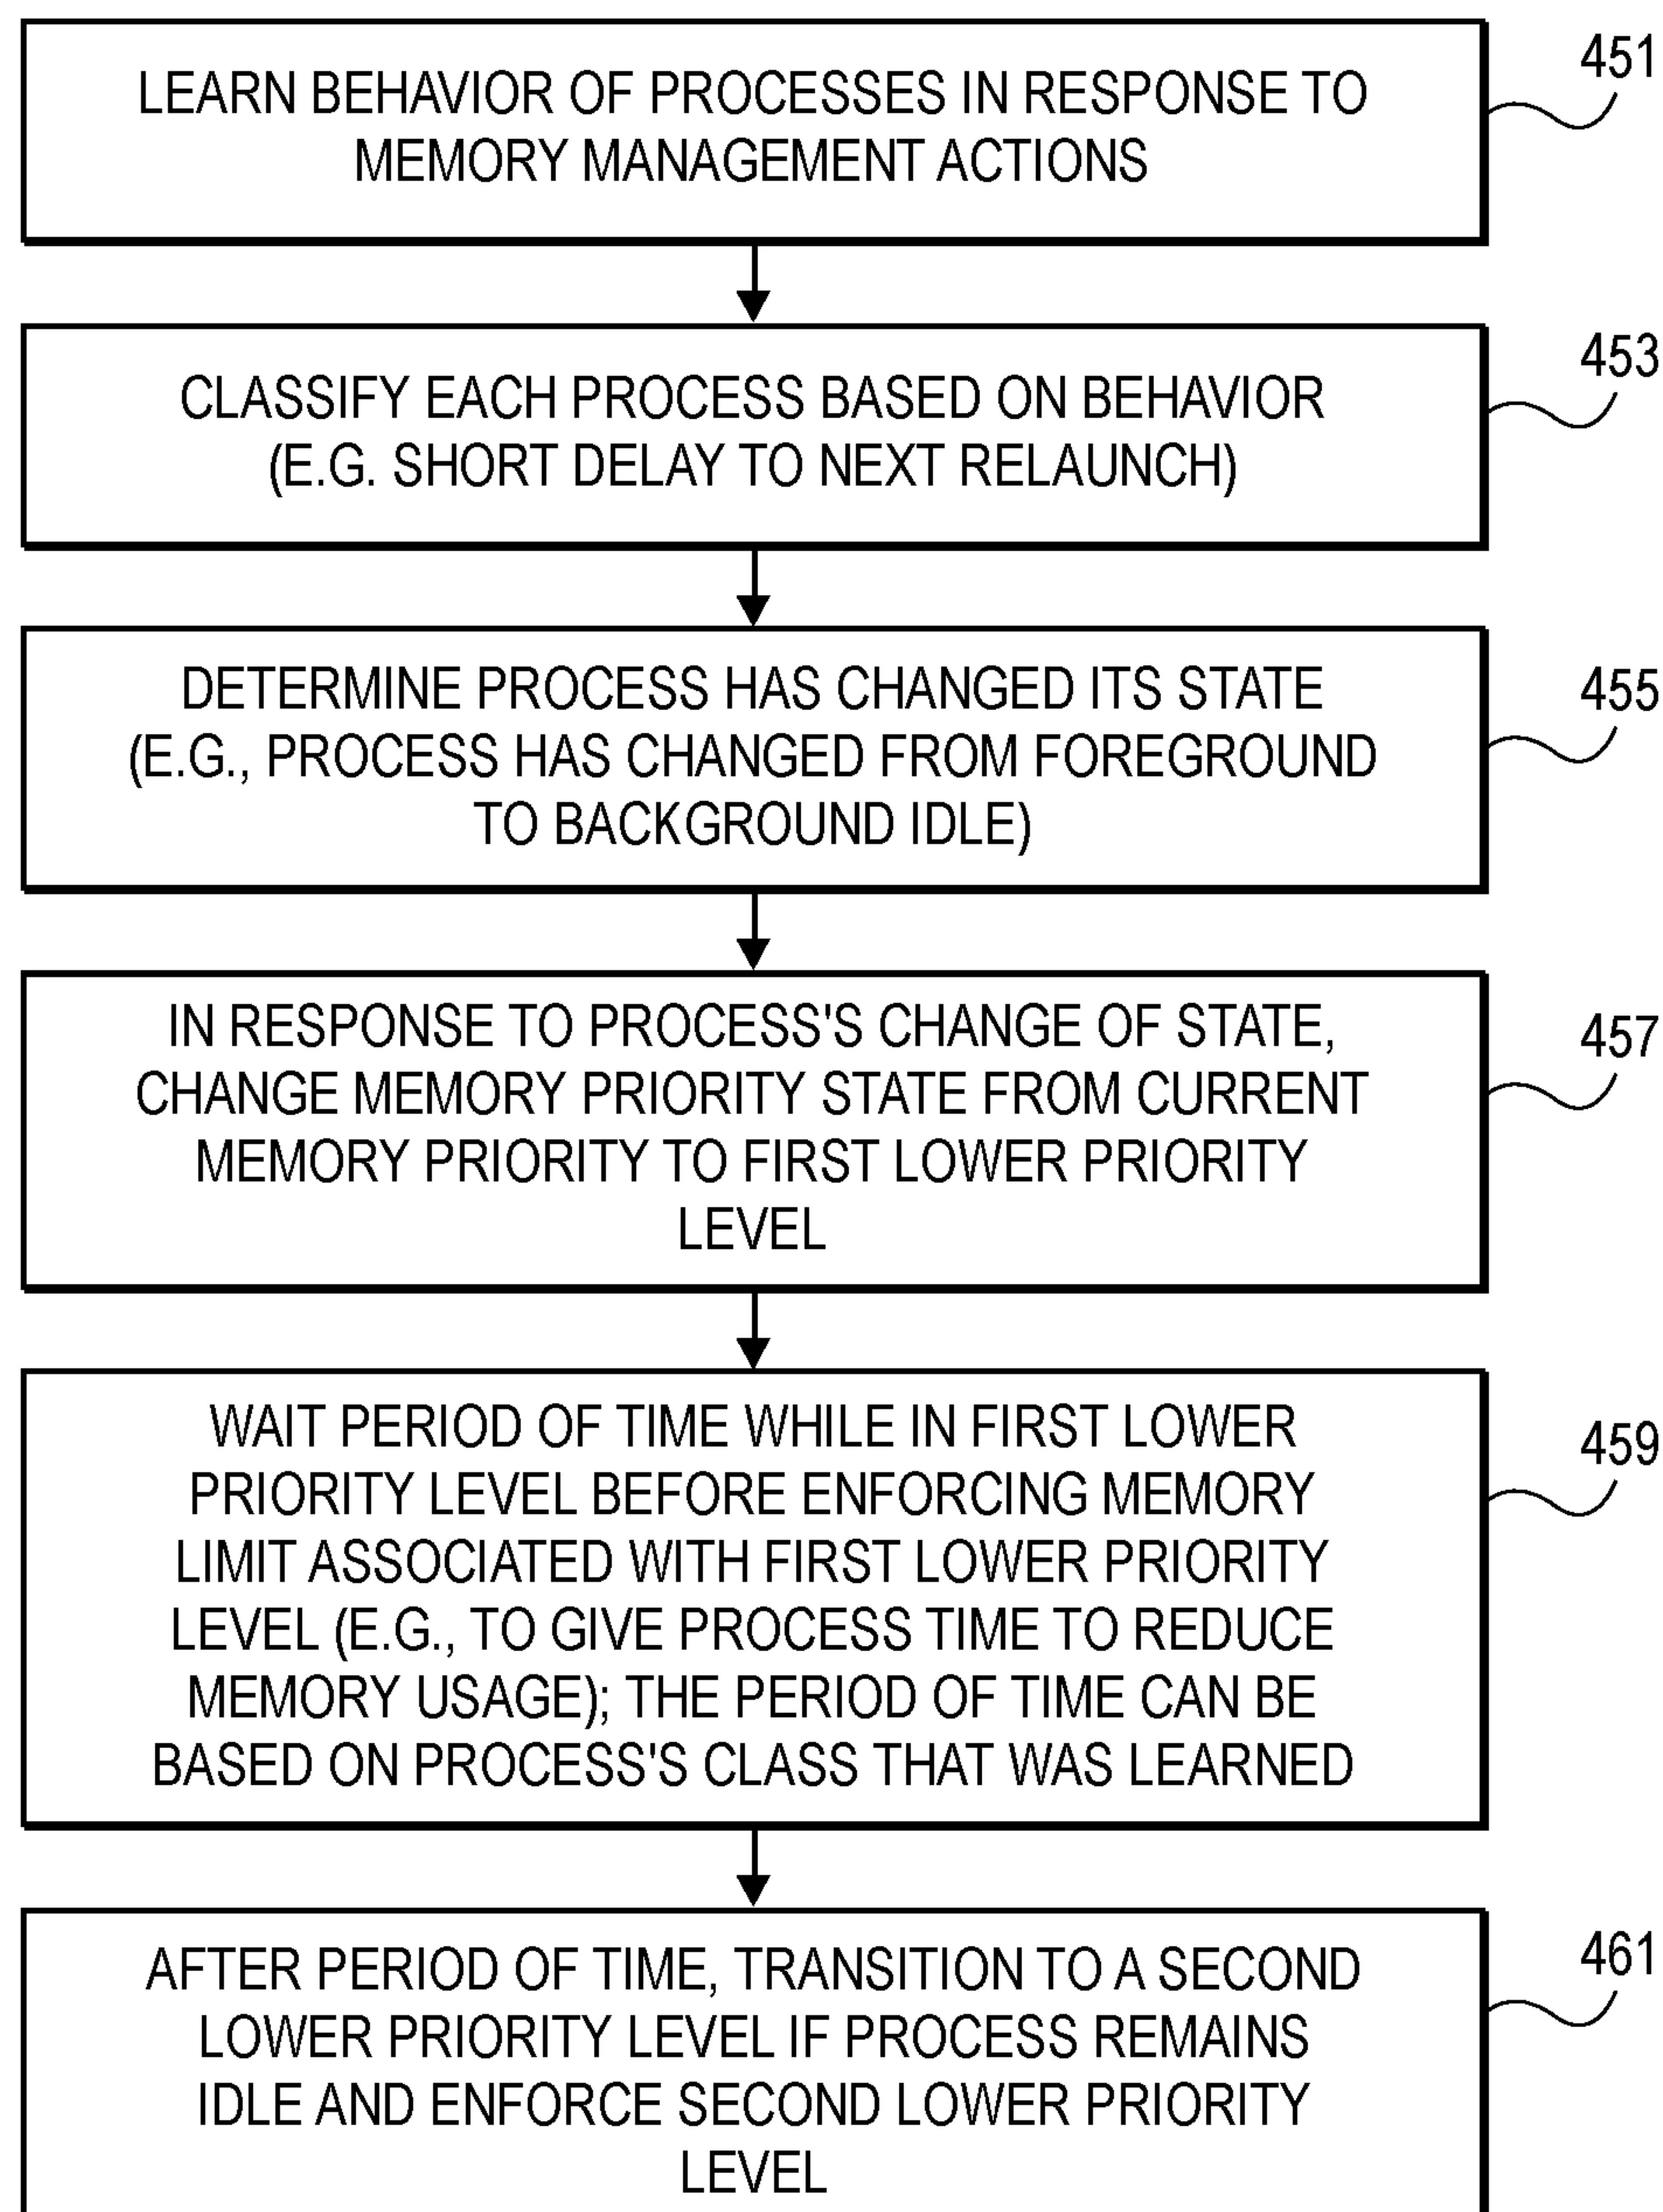 LEARN BEHAVIOR OF PROCESSES IN RESPONSE TO
MEMORY MANAGEMENT ACTIONS
451
CLASSIFY EACH PROCESS BASED ON BEHAVIOR
(E.G. SHORT DELAY TO NEXT RELAUNCH)
453
DETERMINE PROCESS HAS CHANGED ITS STATE
(E.G., PROCESS HAS CHANGED FROM FOREGROUND
TO BACKGROUND IDLE)
455
IN RESPONSE TO PROCESS'S CHANGE OF STATE,
CHANGE MEMORY PRIORITY STATE FROM CURRENT
MEMORY PRIORITY TO FIRST LOWER PRIORITY
LEVEL
457
WAIT PERIOD OF TIME WHILE IN FIRST LOWER
PRIORITY LEVEL BEFORE ENFORCING MEMORY
LIMIT ASSOCIATED WITH FIRST LOWER PRIORITY
LEVEL (E.G., TO GIVE PROCESS TIME TO REDUCE
MEMORY USAGE); THE PERIOD OF TIME CAN BE
BASED ON PROCESS'S CLASS THAT WAS LEARNED
459
AFTER PERIOD OF TIME, TRANSITION TO A SECOND
LOWER PRIORITY LEVEL IF PROCESS REMAINS
IDLE AND ENFORCE SECOND LOWER PRIORITY
LEVEL
461